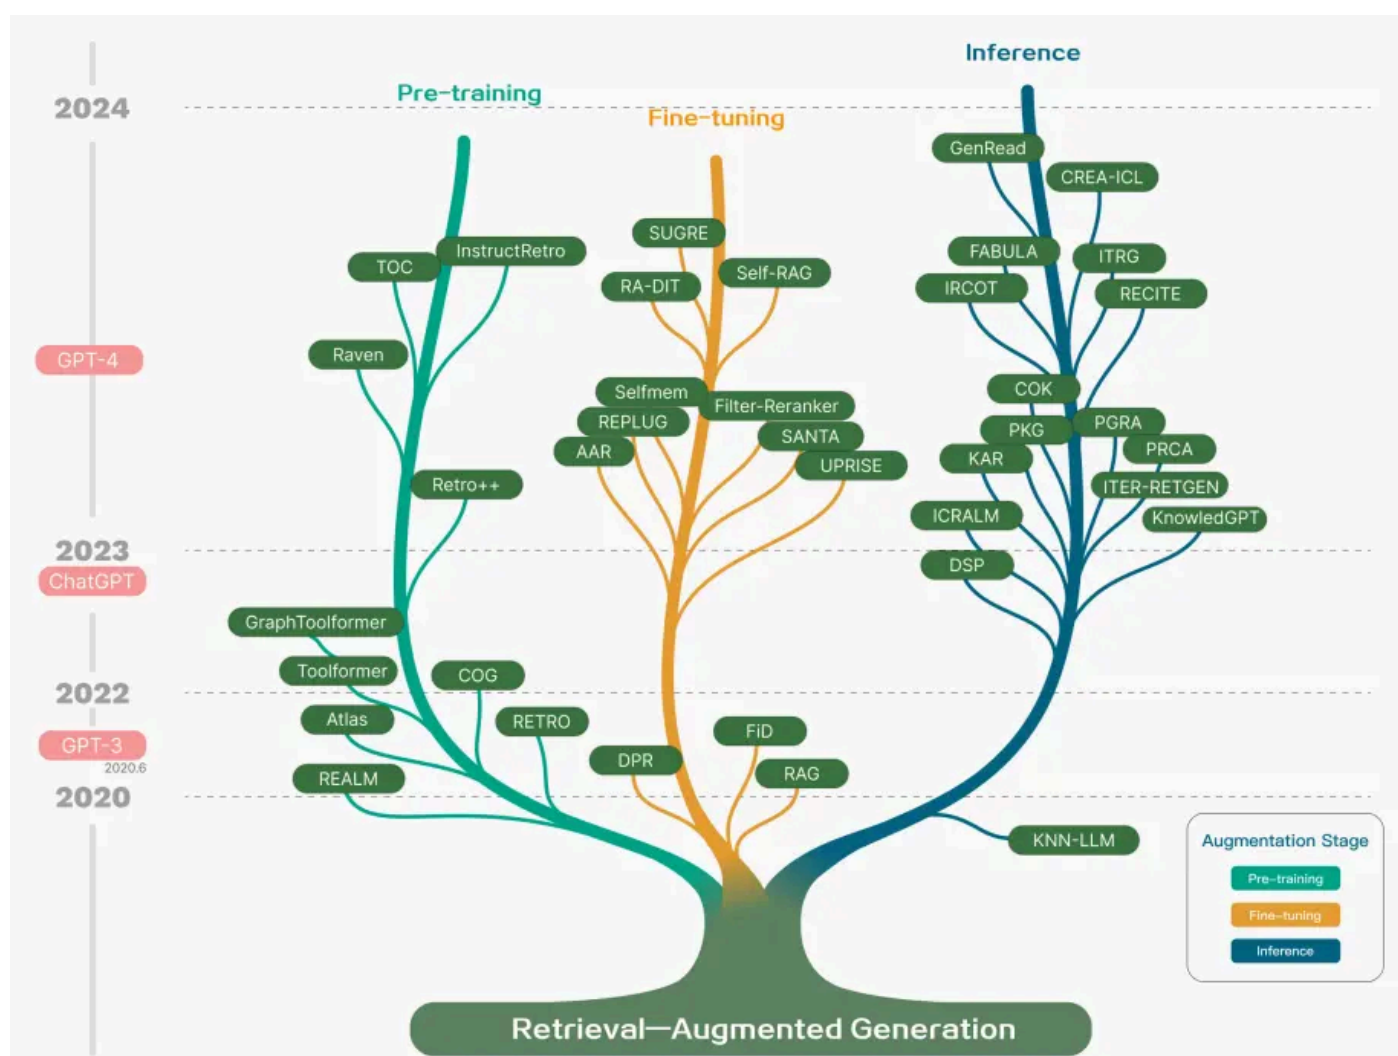 Inference
Pre-training
2024
Fine-tuning
GenRead
CREA-ICL
SUGRE
InstructRetro
FABULA
ITRG
TOC
Self-RAG
RA-DIT
IRCOT
RECITE
Raven
GPT-4
COK
Selfmem
Filter-Reranker
REPLUG
PGRA
PKG
SANTA
AAR
PRCA
KAR
UPRISE
Retro++
ITER-RETGEN
ICRALM
KnowledGPT
2023
DSP
ChatGPT
GraphToolformer
Toolformer
COG
2022
Atlas
RETRO
FiD
GPT-3
2020.6
DPR
RAG
REALM
2020
KNN-LLM
Augmentation Stage
Pre-training
Fine-tuning
Inference
Retrieval—Augmented Generation